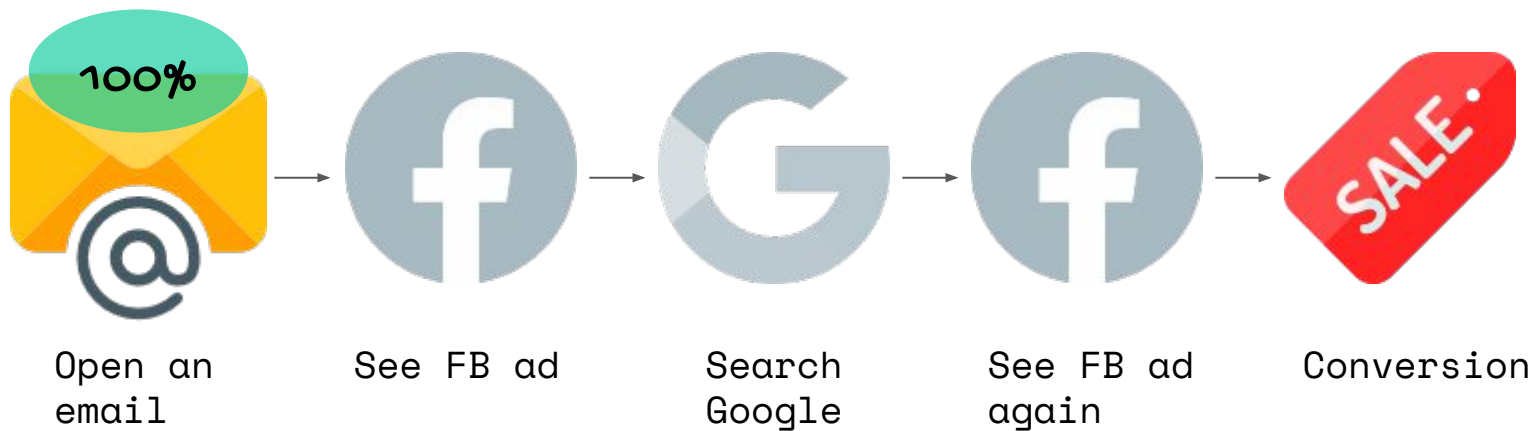 100%
SALE
Open an
email
See FB ad
Search
Google
See FB ad
again
Conversion